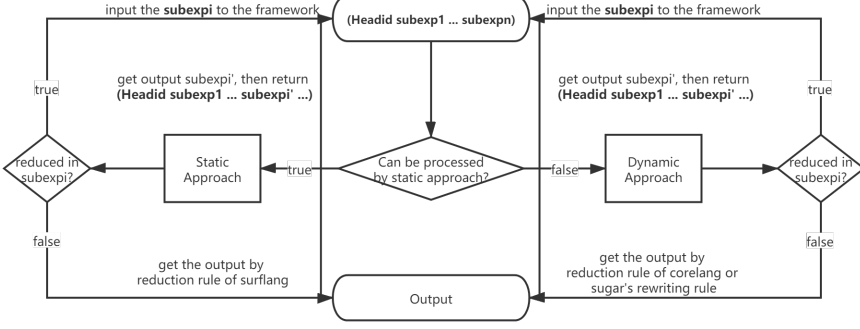 input the subexpi to the framework
(Headid subexp1 ... subexpn)
input the subexpi to the framework
get output subexpi', then return
(Headid subexp1 ... subexpi' ...)
get output subexpi', then return
(Headid subexp1 ... subexpi' ...)
true
true
reduced in
subexpi?
Static
Approach
true
Can be processed
by static approach?
false
Dynamic
Approach
reduced in
subexpi?
false
false
get the output by
reduction rule of surflang
get the output by
reduction rule of corelang or
sugar's rewriting rule
Output